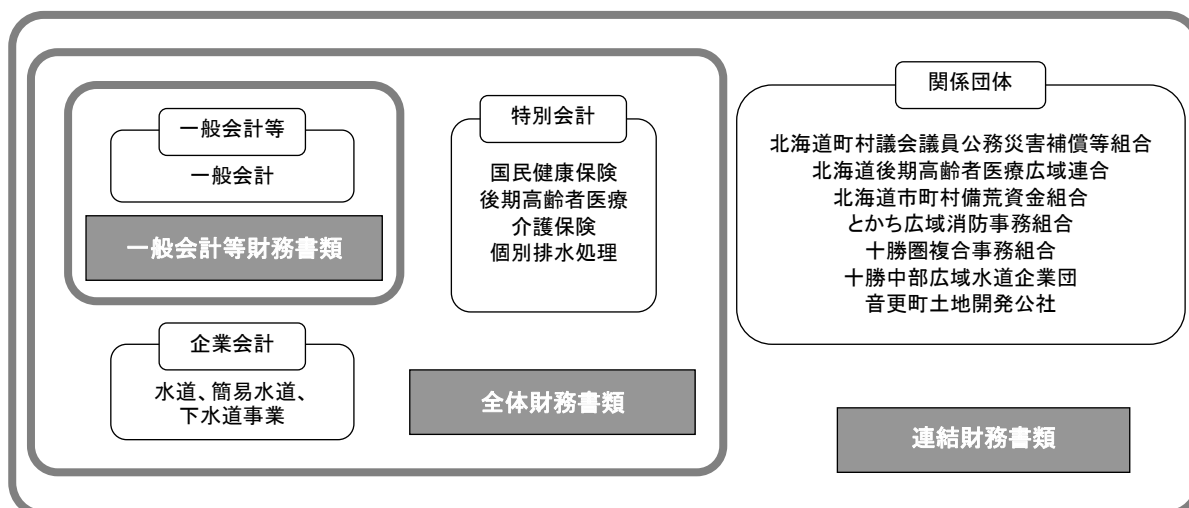 一般会計等
一般会計
一般会計等財務書類
企業会計
水道、簡易水道、
下水道事業
特別会計
国民健康保険
後期高齢者医療
介護保険
個別排水処理
全体財務書類
関係団体
北海道町村議会議員公務災害補償等組合
北海道後期高齢者医療広域連合
北海道市町村備荒資金組合
とかち広域消防事務組合
十勝圏複合事務組合
十勝中部広域水道企業団
音更町土地開発公社
連結財務書類